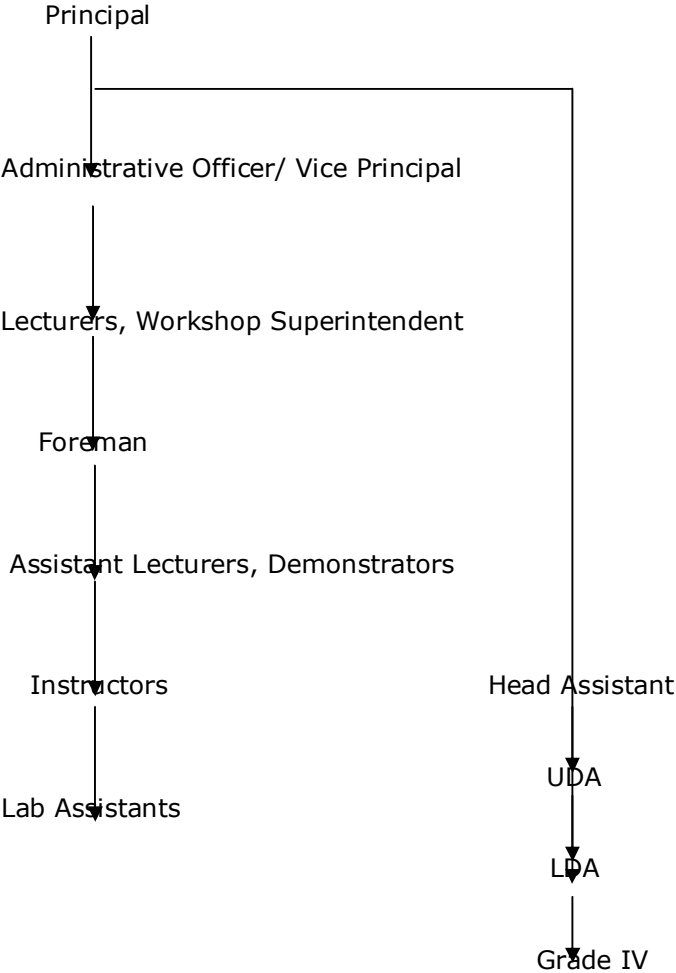 Principal
Administrative Officer/ Vice Principal
Lecturers, Workshop Superintendent
Foreman
Assistant Lecturers, Demonstrators
Instructors
Head Assistant
UDA
Lab Assistants
LDA
Grade IV